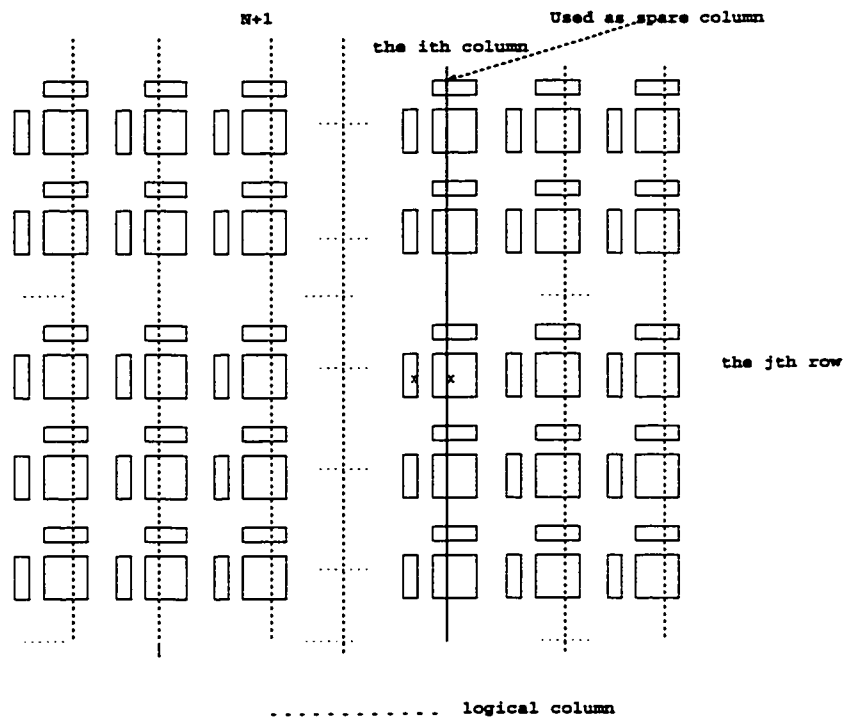 N+1
Used as spare column
the ith column
x x
the jth row
logical column